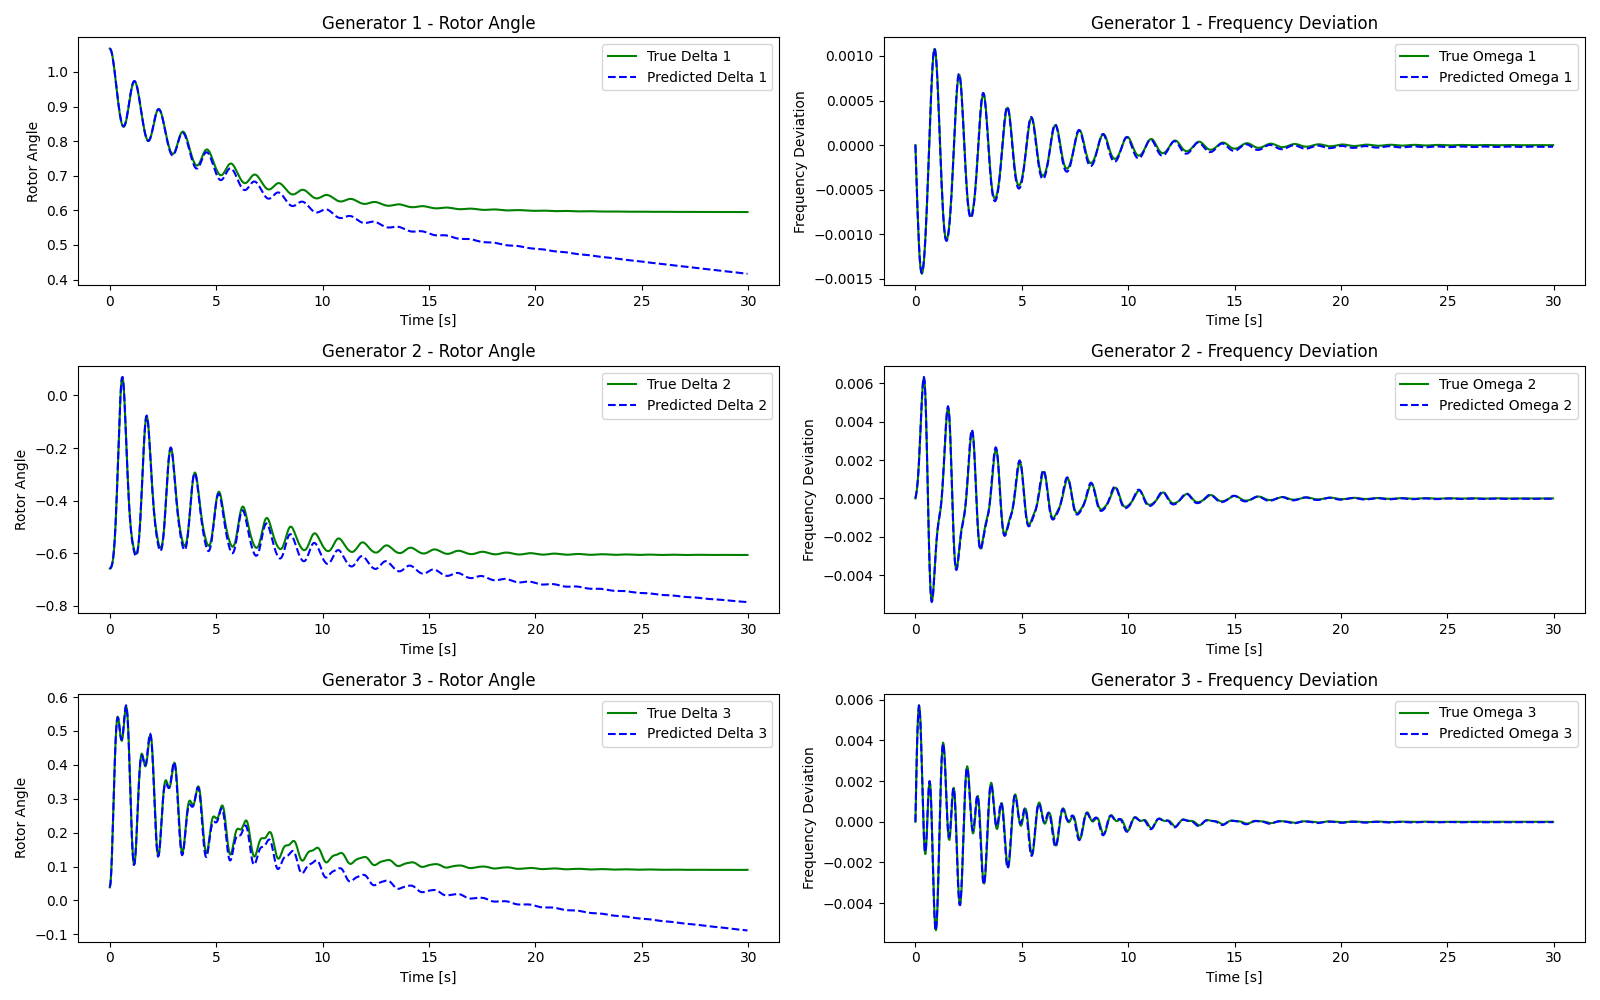 Generator 1 - Rotor Angle
Rotor Angle
1.0
0.9
0.8
0.7
0.6
0.5
0.4
True Delta 1
Predicted Delta 1
0 5 10 15 20 25 30
Time [s]
Generator 1 - Frequency Deviation
Frequency Deviation
0.0010
0.0005
0.0000
−0.0005
−0.0010
−0.0015
True Omega 1
Predicted Omega 1
0 5 10 15 20 25 30
Time [s]
Generator 2 - Rotor Angle
Rotor Angle
0.0
−0.2
−0.4
−0.6
−0.8
True Delta 2
Predicted Delta 2
0 5 10 15 20 25 30
Time [s]
Generator 2 - Frequency Deviation
Frequency Deviation
0.006
0.004
0.002
0.000
−0.002
−0.004
True Omega 2
Predicted Omega 2
0 5 10 15 20 25 30
Time [s]
Generator 3 - Rotor Angle
Rotor Angle
0.6
0.5
0.4
0.3
0.2
0.1
0.0
−0.1
True Delta 3
Predicted Delta 3
0 5 10 15 20 25 30
Time [s]
Generator 3 - Frequency Deviation
Frequency Deviation
0.006
0.004
0.002
0.000
−0.002
−0.004
True Omega 3
Predicted Omega 3
0 5 10 15 20 25 30
Time [s]